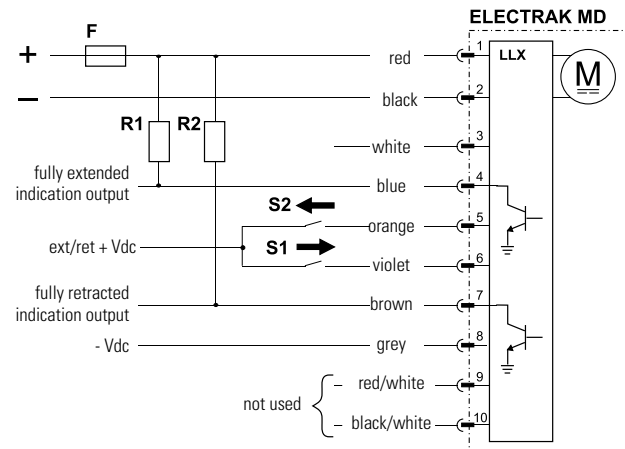 ELECTRAK MD
F
+
red
1
LLX
M
–
black
2
R1
R2
white
3
fully extended
indication output
blue
4
S2
orange
5
ext/ret + Vdc
S1
violet
6
fully retracted
indication output
brown
7
- Vdc
grey
8
red/white
9
not used
black/white
10